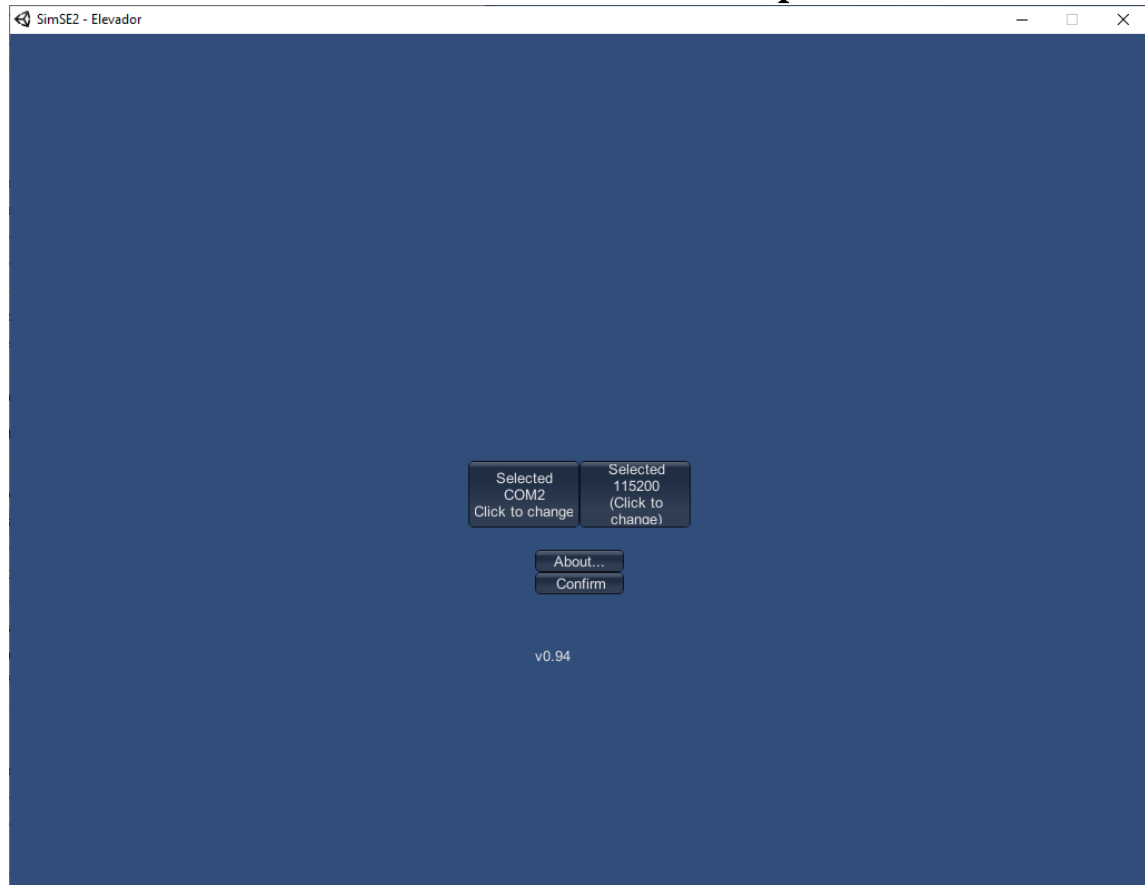 SimSE2 - Elevador
Selected
COM2
Click to change
Selected
115200
(Click to
change)
About...
Confirm
v0.94